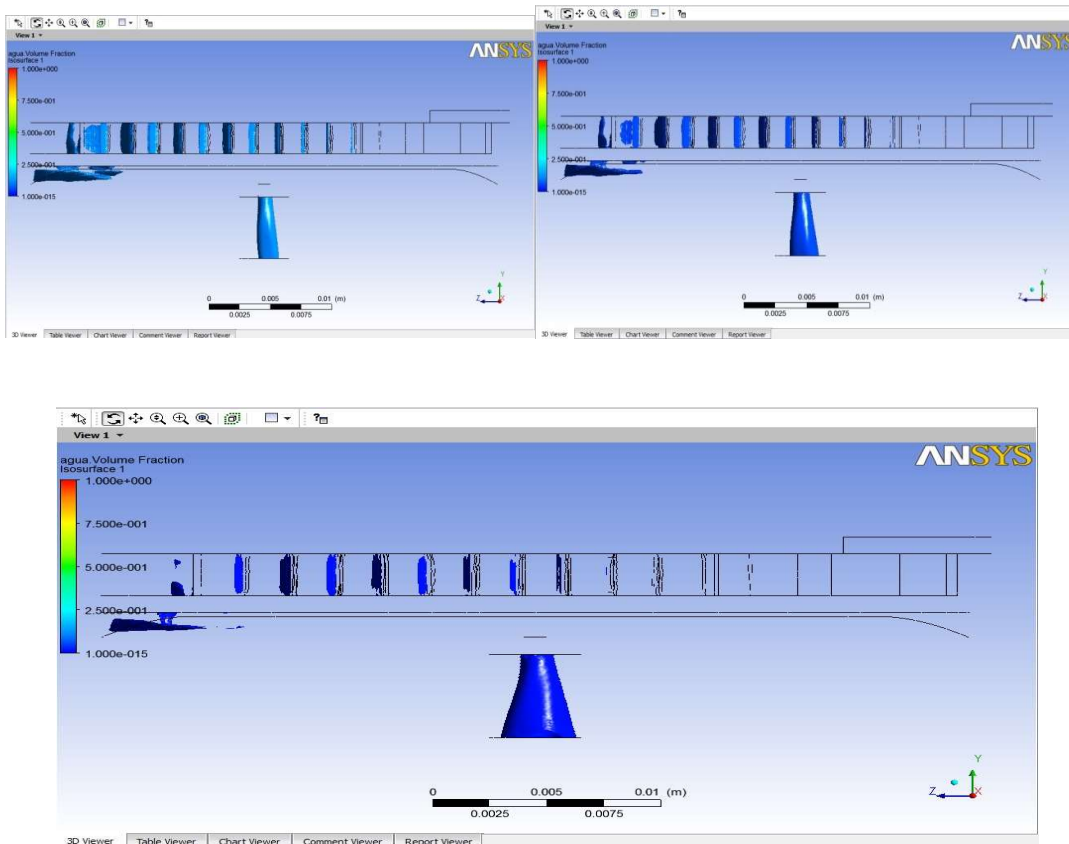 View 1
ANSYS
agua.Volume Fraction
Isosurface 1
1.000e+000
7.500e-001
5.000e-001
2.500e-001
1.000e-015
0 0.005 0.01 (m)
0.0025 0.0075
Y
Z X
3D Viewer Table Viewer Chart Viewer Comment Viewer Report Viewer
View 1
ANSYS
agua.Volume Fraction
Isosurface 1
1.000e+000
7.500e-001
5.000e-001
2.500e-001
1.000e-015
0 0.005 0.01 (m)
0.0025 0.0075
Y
Z X
3D Viewer Table Viewer Chart Viewer Comment Viewer Report Viewer
View 1
ANSYS
agua.Volume Fraction
Isosurface 1
1.000e+000
7.500e-001
5.000e-001
2.500e-001
1.000e-015
0 0.005 0.01 (m)
0.0025 0.0075
Y
Z X
3D Viewer Table Viewer Chart Viewer Comment Viewer Report Viewer